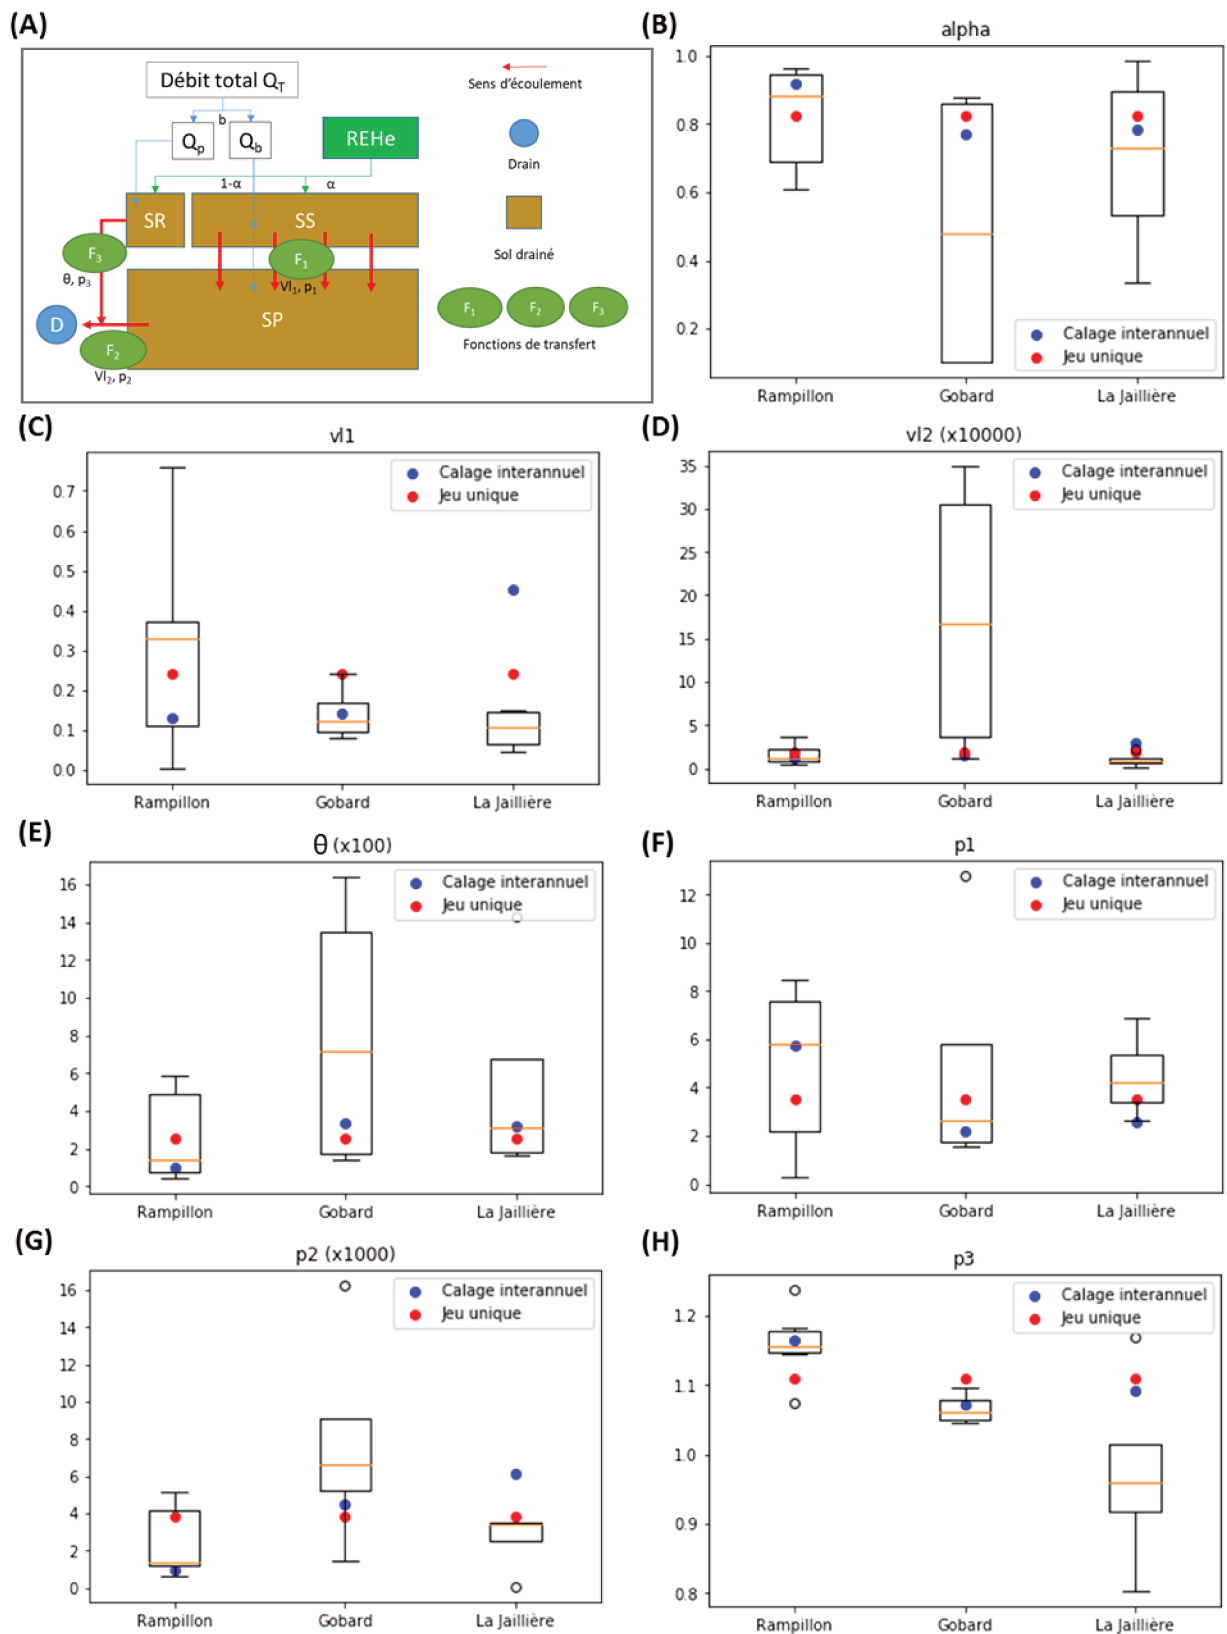 (A)
Débit total QT
b
Qp
Qb
REHe
1-α
α
SR
SS
F3
θ, p3
F1
Vl1, p1
SP
D
F2
Vl2, p2
Sens d'écoulement
Drain
Sol drainé
F1
F2
F3
Fonctions de transfert
(B)
alpha
1.0
0.8
0.6
0.4
0.2
Calage interannuel
Jeu unique
Rampillon
Gobard
La Jaillière
(C)
vl1
0.7
0.6
0.5
0.4
0.3
0.2
0.1
0.0
Calage interannuel
Jeu unique
Rampillon
Gobard
La Jaillière
(D)
vl2 (x10000)
35
30
25
20
15
10
5
0
Calage interannuel
Jeu unique
Rampillon
Gobard
La Jaillière
(E)
θ (x100)
16
14
12
10
8
6
4
2
0
Calage interannuel
Jeu unique
Rampillon
Gobard
La Jaillière
(F)
p1
12
10
8
6
4
2
0
Calage interannuel
Jeu unique
Rampillon
Gobard
La Jaillière
(G)
p2 (x1000)
16
14
12
10
8
6
4
2
0
Calage interannuel
Jeu unique
Rampillon
Gobard
La Jaillière
(H)
p3
1.2
1.1
1.0
0.9
0.8
Calage interannuel
Jeu unique
Rampillon
Gobard
La Jaillière